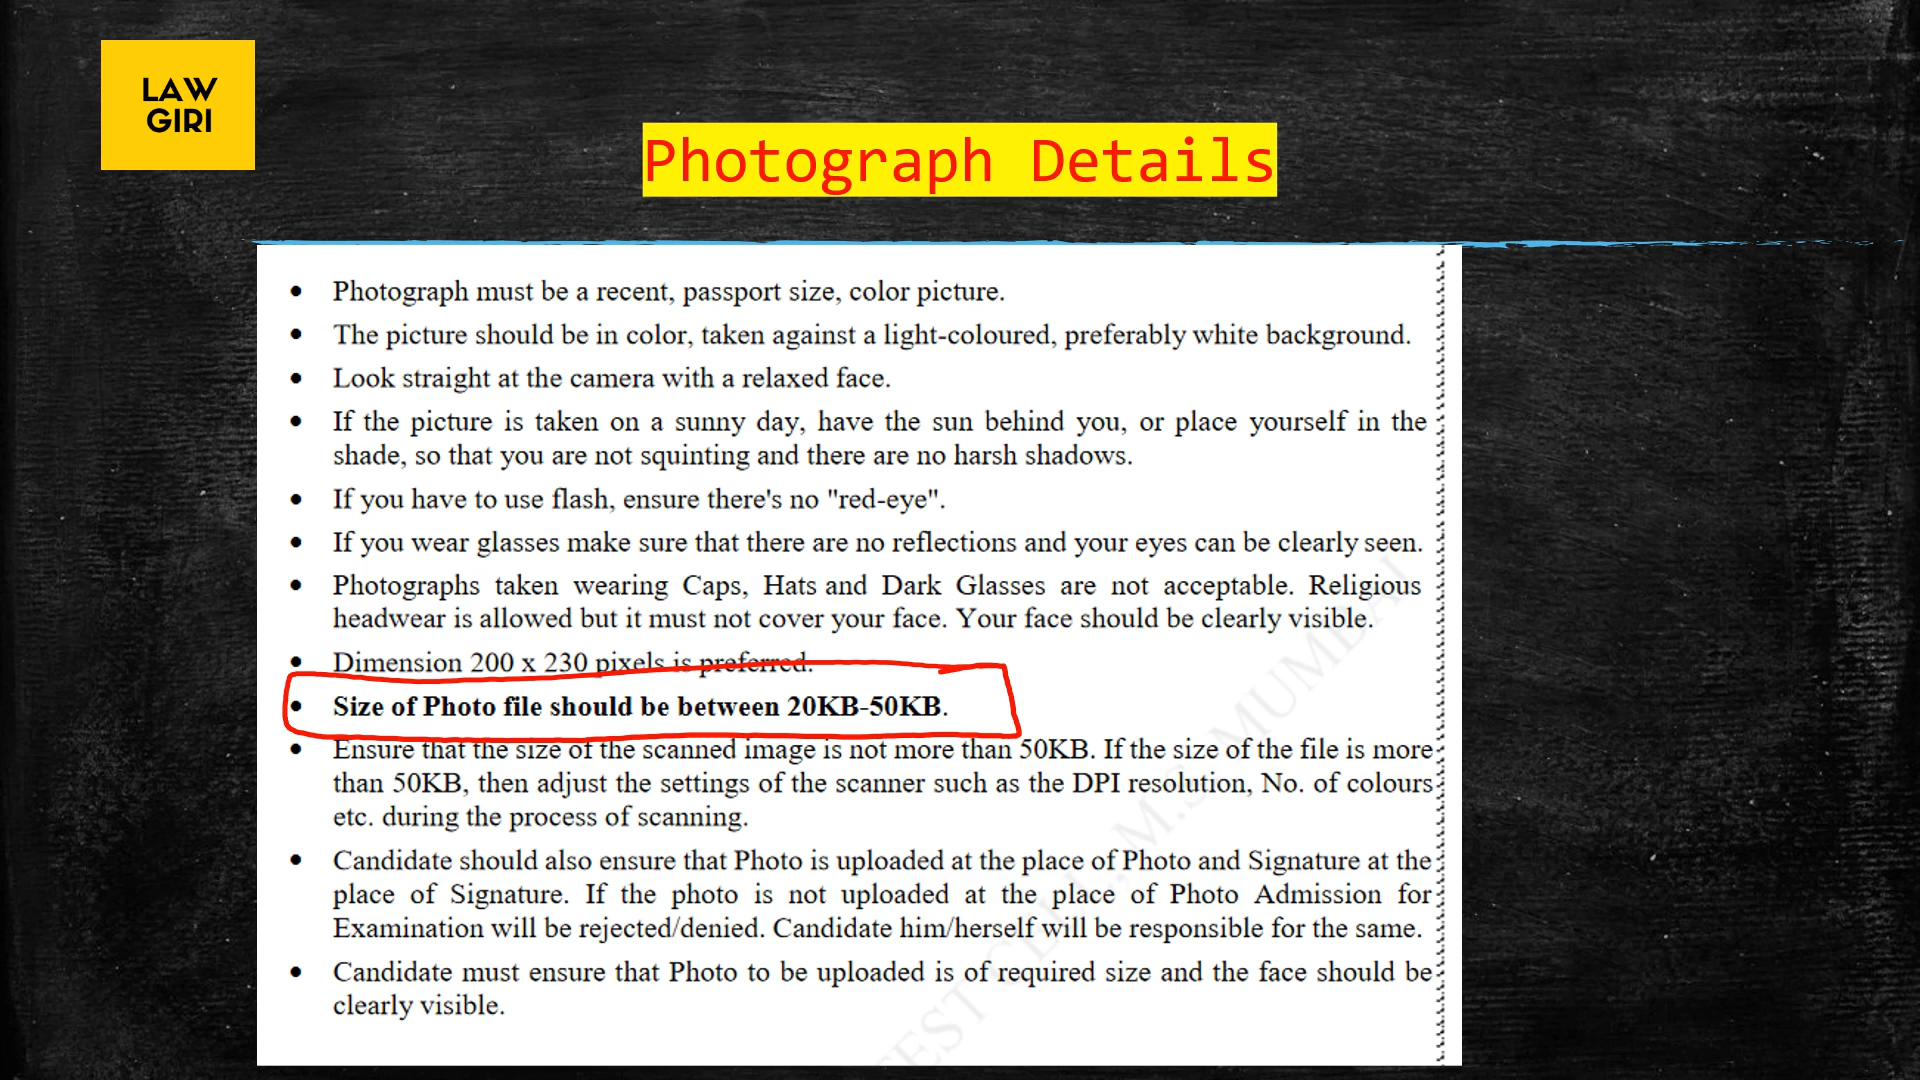 LAW
GIRI
Photograph Details
• Photograph must be a recent, passport size, color picture.
• The picture should be in color, taken against a light-coloured, preferably white background.
• Look straight at the camera with a relaxed face.
• If the picture is taken on a sunny day, have the sun behind you, or place yourself in the
shade, so that you are not squinting and there are no harsh shadows.
• If you have to use flash, ensure there's no "red-eye".
• If you wear glasses make sure that there are no reflections and your eyes can be clearly seen.
• Photographs taken wearing Caps, Hats and Dark Glasses are not acceptable. Religious
headwear is allowed but it must not cover your face. Your face should be clearly visible.
• Dimension 200 x 230 pixels is preferred.
• Size of Photo file should be between 20KB-50KB.
• Ensure that the size of the scanned image is not more than 50KB. If the size of the file is more
than 50KB, then adjust the settings of the scanner such as the DPI resolution, No. of colours
etc. during the process of scanning.
• Candidate should also ensure that Photo is uploaded at the place of Photo and Signature at the
place of Signature. If the photo is not uploaded at the place of Photo Admission for
Examination will be rejected/denied. Candidate him/herself will be responsible for the same.
• Candidate must ensure that Photo to be uploaded is of required size and the face should be
clearly visible.
TEST CELL, M.S. MUMBAI